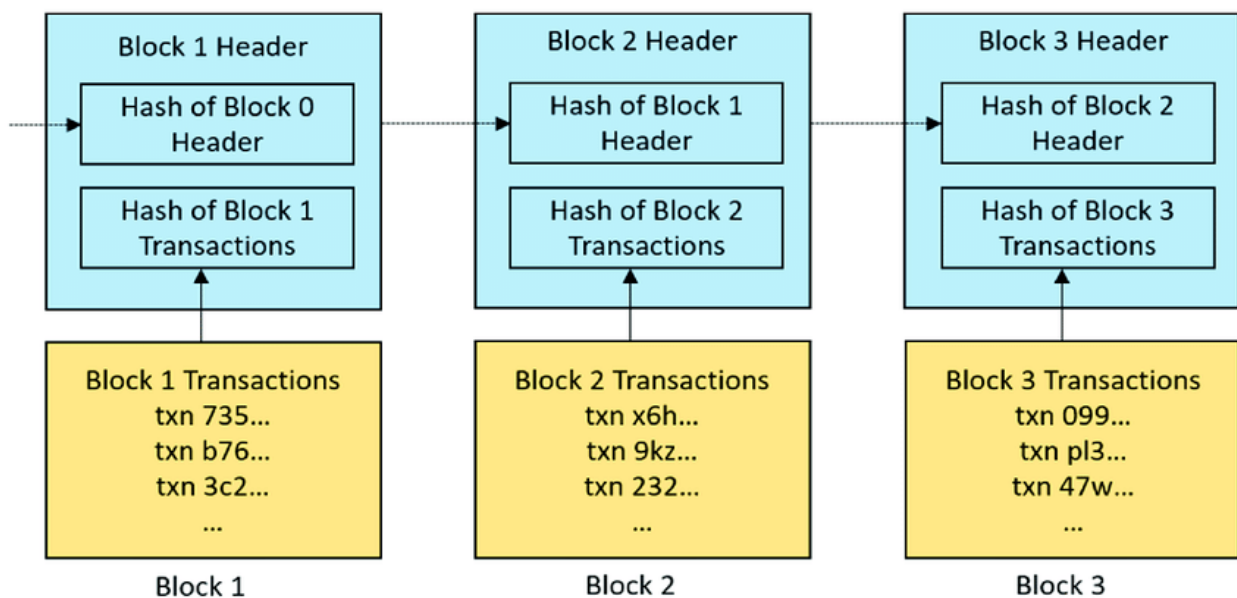 Block 1 Header
Hash of Block 0
Header
Hash of Block 1
Transactions
Block 1 Transactions
txn 735...
txn b76...
txn 3c2...
...
Block 1
Block 2 Header
Hash of Block 1
Header
Hash of Block 2
Transactions
Block 2 Transactions
txn x6h...
txn 9kz...
txn 232...
...
Block 2
Block 3 Header
Hash of Block 2
Header
Hash of Block 3
Transactions
Block 3 Transactions
txn 099...
txn pl3...
txn 47w...
...
Block 3